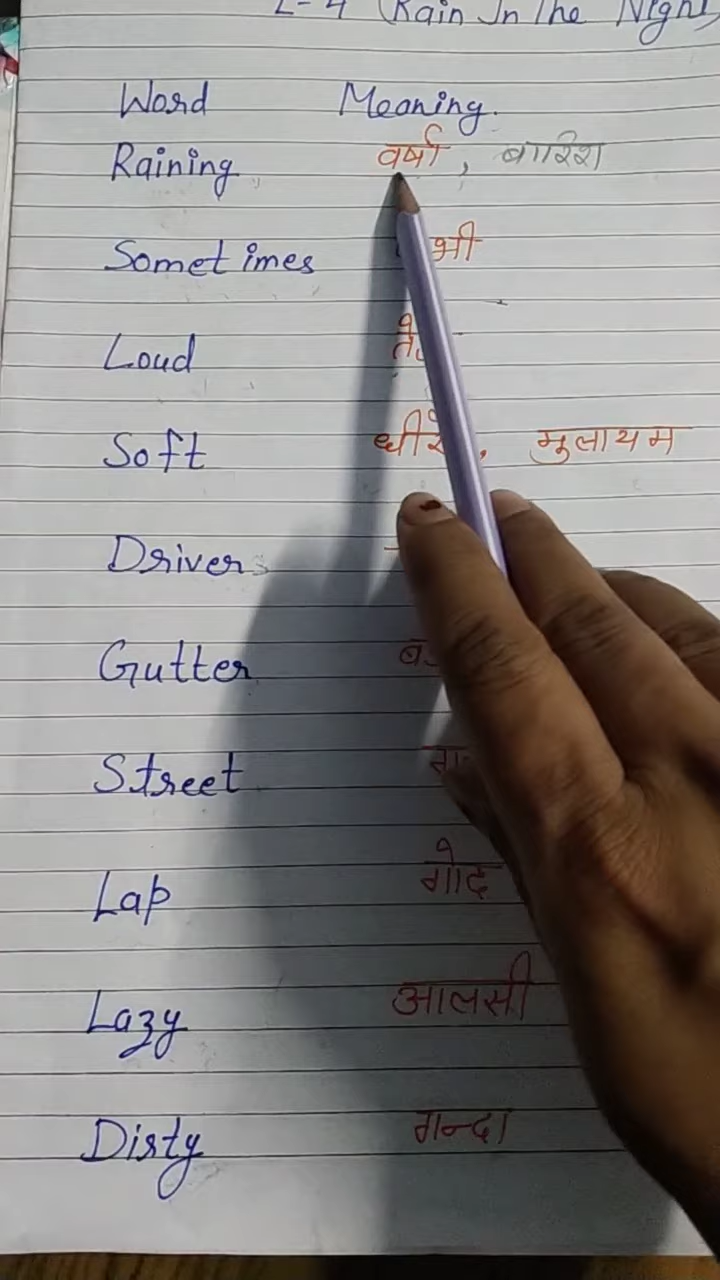 L-4 (Rain In The Night
Word Meaning.
Raining वर्षा, बारिश
Sometimes भी
Loud
Soft धीरे, मुलायम
Driver
Gutter
Street
Lap गोद
Lazy आलसी
Dirty गन्दा